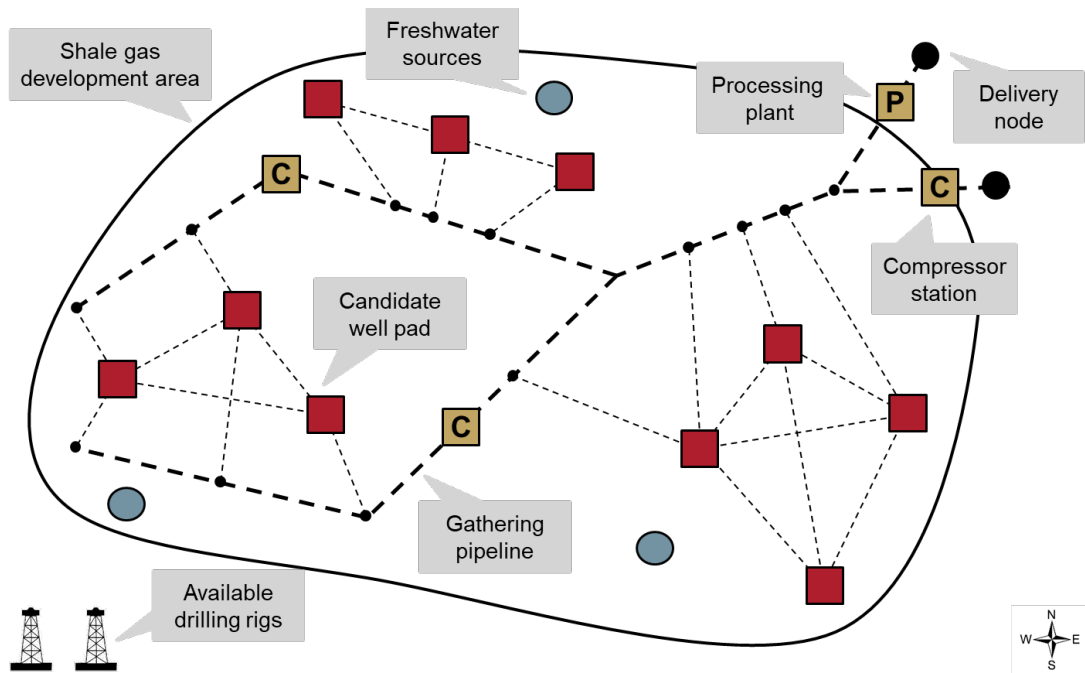 Shale gas
development area
Freshwater
sources
Processing
plant
Delivery
node
P
C
C
Compressor
station
Candidate
well pad
C
Gathering
pipeline
Available
drilling rigs
N
W
E
S